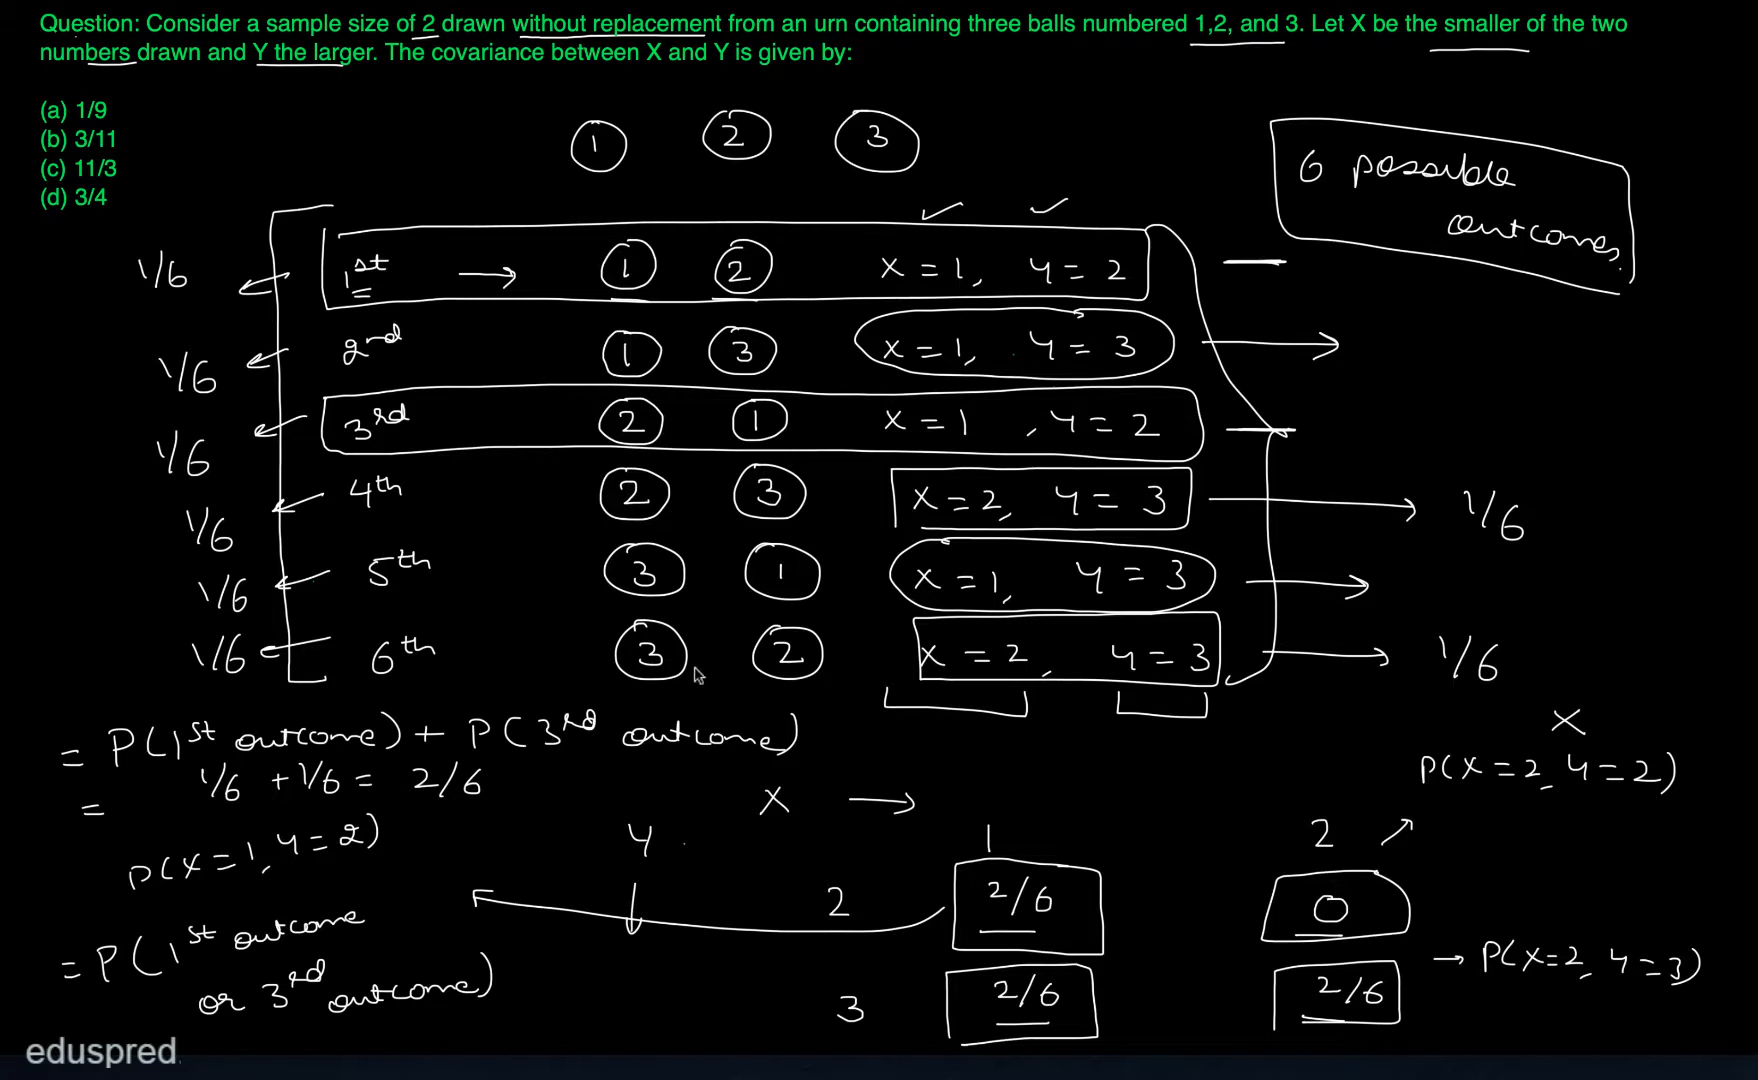 Question: Consider a sample size of 2 drawn without replacement from an urn containing three balls numbered 1,2, and 3. Let X be the smaller of the two
numbers drawn and Y the larger. The covariance between X and Y is given by:
(a) 1/9
(b) 3/11
(c) 11/3
(d) 3/4
1 2 3
6 possible
outcomes.
1/6 1st → 1 2 x = 1, y = 2
1/6 2nd 1 3 x = 1, y = 3
1/6 3rd 2 1 x = 1, y = 2
1/6 4th 2 3 x = 2, y = 3 → 1/6
1/6 5th 3 1 x = 1, y = 3
1/6 6th 3 2 x = 2, y = 3 → 1/6
= P(1st outcome) + P(3rd outcome)
= 1/6 + 1/6 = 2/6
P(x = 1, y = 2)
= P(1st outcome
or 3rd outcome)
x
P(x = 2, y = 2)
x →
y 1 2
2 2/6 0
3 2/6 2/6 → P(x=2, y = 3)
eduspred